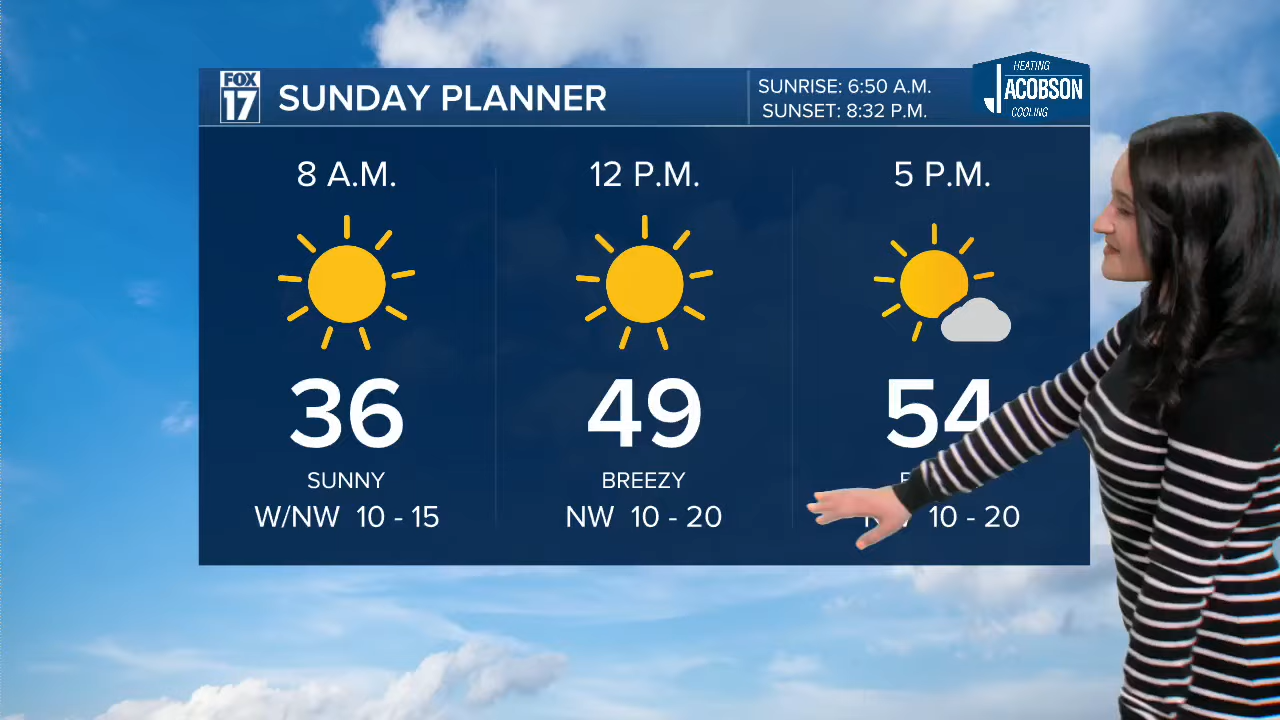 FOX
17
SUNDAY PLANNER
SUNRISE: 6:50 A.M.
SUNSET: 8:32 P.M.
HEATING
JACOBSON
COOLING
8 A.M.
12 P.M.
5 P.M.
36
49
54
SUNNY
BREEZY
W/NW 10 - 15
NW 10 - 20
10 - 20